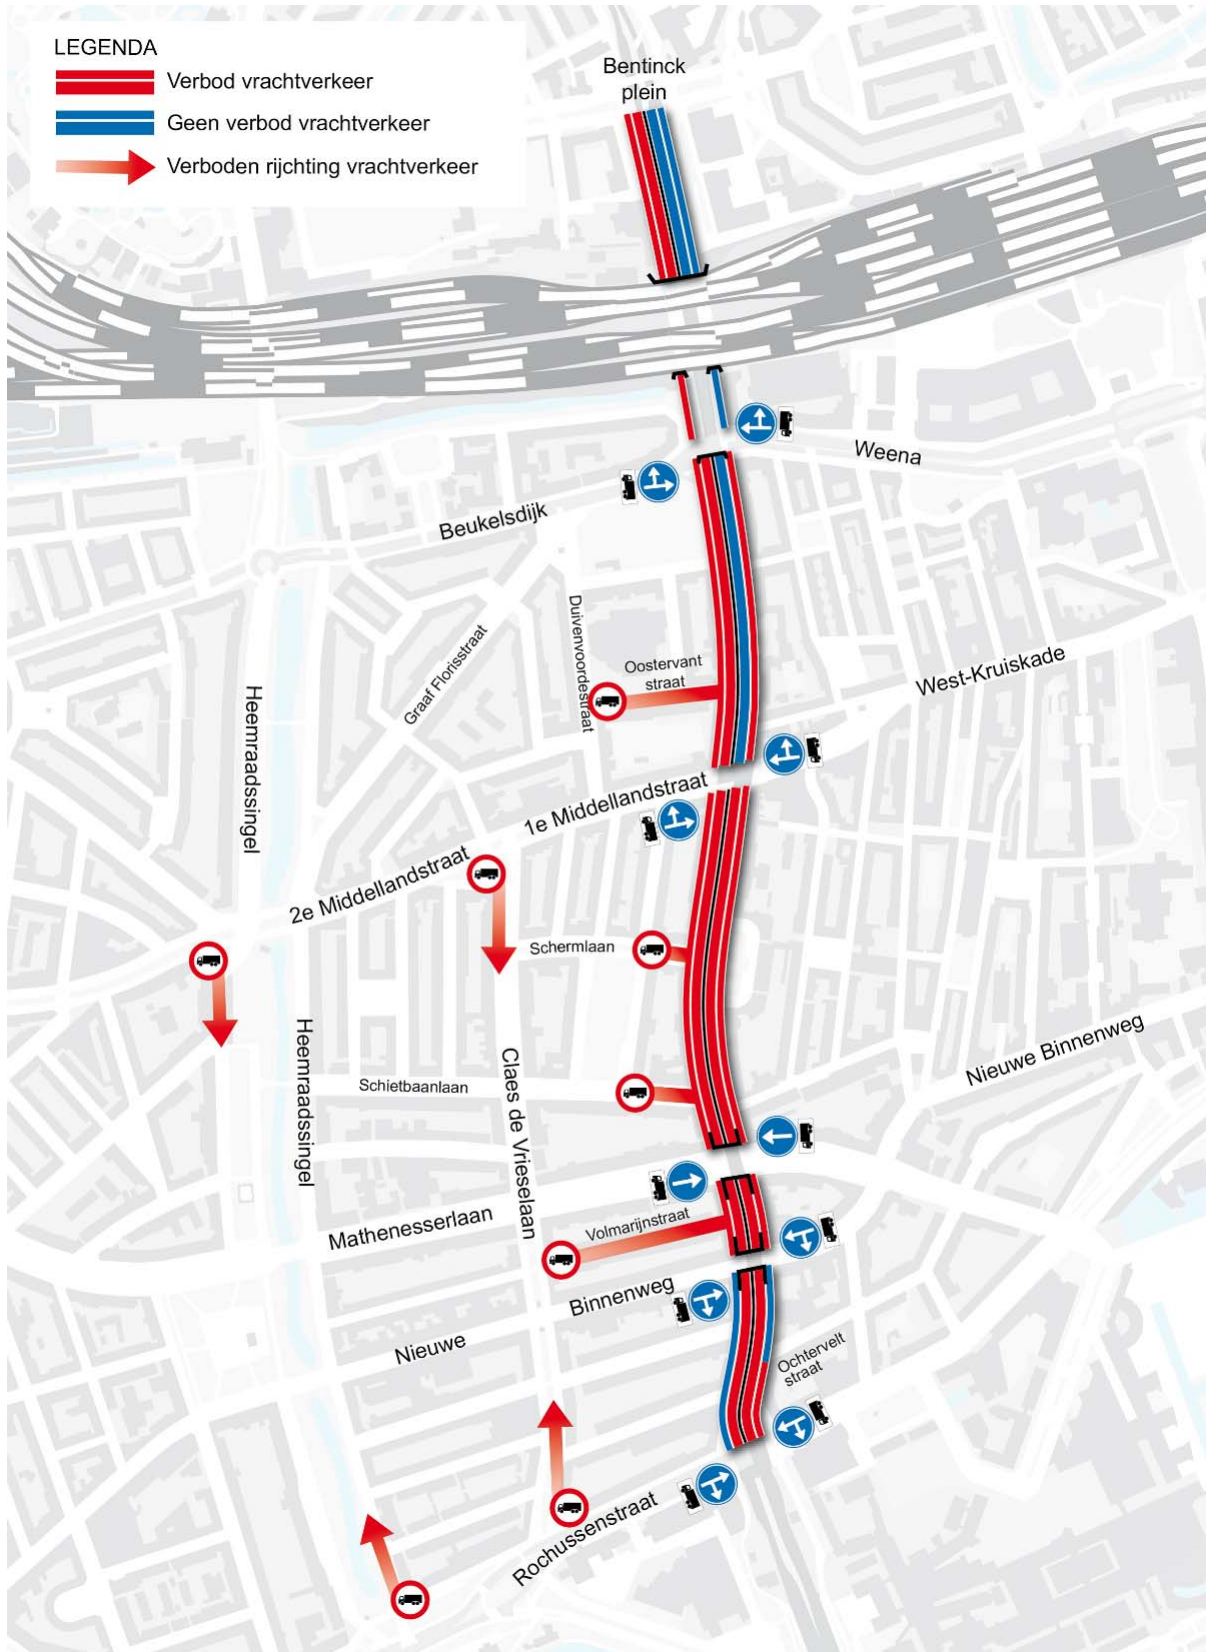 LEGENDA
Verbod vrachtverkeer
Geen verbod vrachtverkeer
Verboden rijchting vrachtverkeer
Bentinck
plein
Weena
Beukelsdijk
Duivenvoordestraat
Graaf Florisstraat
Oostervant
straat
West-Kruiskade
Heemraadssingel
1e Middellandstraat
2e Middellandstraat
Schermlaan
Heemraadssingel
Nieuwe Binnenweg
Schietbaanlaan
Claes de Vrieselaan
Mathenesserlaan
Volmarijnstraat
Binnenweg
Nieuwe
Ochtervelt
straat
Rochussenstraat